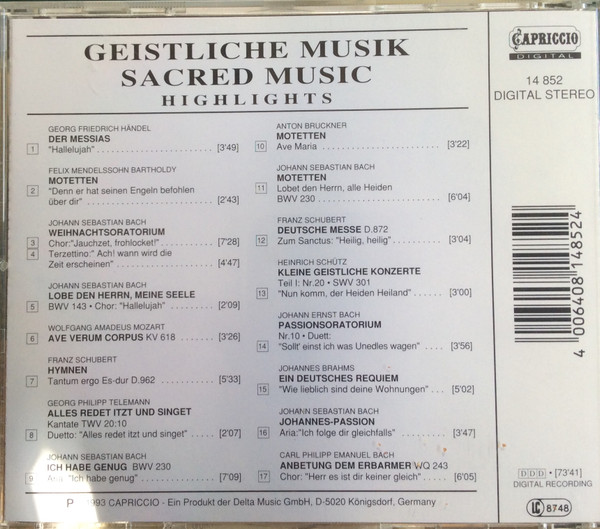 GEISTLICHE MUSIK
SACRED MUSIC
HIGHLIGHTS
CAPRICCIO
DIGITAL
14 852
DIGITAL STEREO
GEORG FRIEDRICH HÄNDEL
DER MESSIAS
1 "Hallelujah" [3'49]
FELIX MENDELSSOHN BARTHOLDY
MOTETTEN
2 "Denn er hat seinen Engeln befohlen
über dir" [2'43]
JOHANN SEBASTIAN BACH
WEIHNACHTSORATORIUM
3 Chor:"Jauchzet, frohlocket!" [7'28]
4 Terzettino:" Ach! wann wird die
Zeit erscheinen" [4'47]
JOHANN SEBASTIAN BACH
LOBE DEN HERRN, MEINE SEELE
5 BWV 143 • Chor: "Hallelujah" [2'09]
WOLFGANG AMADEUS MOZART
6 AVE VERUM CORPUS KV 618 [3'26]
FRANZ SCHUBERT
HYMNEN
7 Tantum ergo Es-dur D.962 [5'33]
GEORG PHILIPP TELEMANN
ALLES REDET ITZT UND SINGET
Kantate TWV 20:10
8 Duetto: "Alles redet itzt und singet" [2'07]
JOHANN SEBASTIAN BACH
ICH HABE GENUG BWV 230
9 Aria: "Ich habe genug" [7'09]
ANTON BRUCKNER
MOTETTEN
10 Ave Maria [3'22]
JOHANN SEBASTIAN BACH
MOTETTEN
11 Lobet den Herrn, alle Heiden
BWV 230 [6'04]
FRANZ SCHUBERT
DEUTSCHE MESSE D.872
12 Zum Sanctus: "Heilig, heilig" [3'04]
HEINRICH SCHÜTZ
KLEINE GEISTLICHE KONZERTE
Teil I: Nr.20 • SWV 301
13 "Nun komm, der Heiden Heiland" [3'00]
JOHANN ERNST BACH
PASSIONSORATORIUM
Nr.10 • Duett:
14 "Sollt' einst ich was Unedles wagen" [3'56]
JOHANNES BRAHMS
EIN DEUTSCHES REQUIEM
15 "Wie lieblich sind deine Wohnungen" [5'02]
JOHANN SEBASTIAN BACH
JOHANNES-PASSION
16 Aria:"Ich folge dir gleichfalls" [3'47]
CARL PHILIPP EMANUEL BACH
ANBETUNG DEM ERBARMER WQ 243
17 Chor: "Herr es ist dir keiner gleich" [6'05]
4 006408 148524
DDD • [73'41]
DIGITAL RECORDING
LC 8748
P 1993 CAPRICCIO - Ein Produkt der Delta Music GmbH, D-5020 Königsdorf, Germany